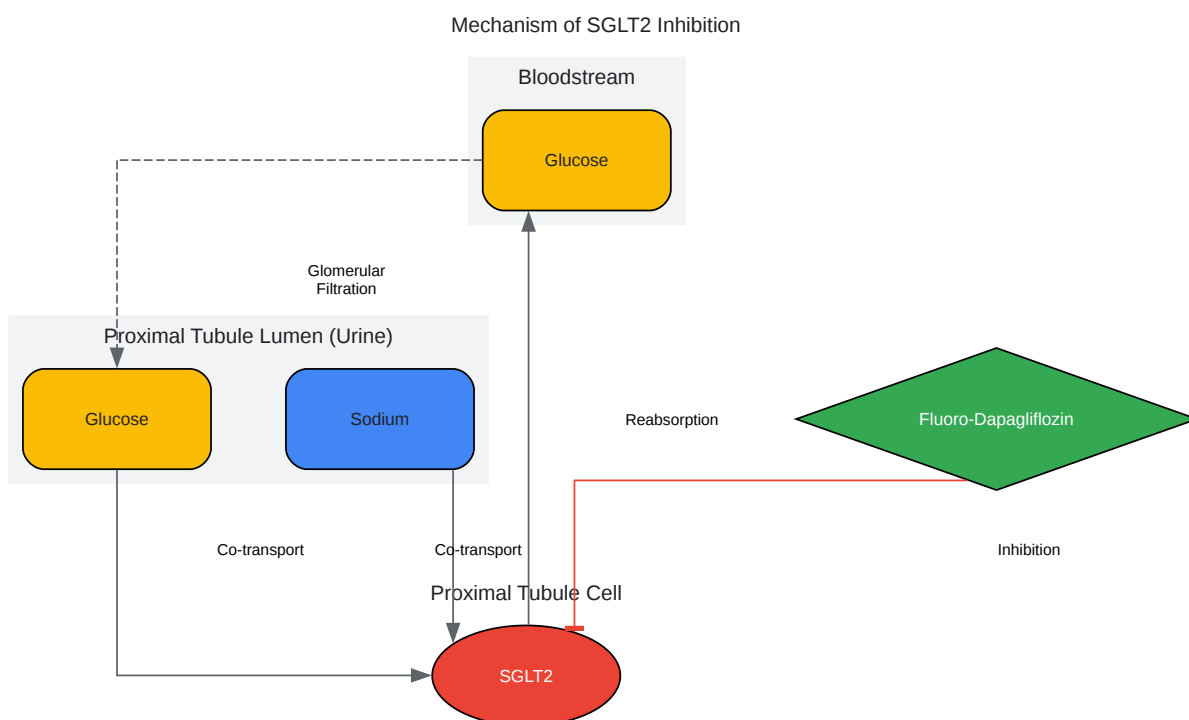 Mechanism of SGLT2 Inhibition
Bloodstream
Glucose
Glomerular
Filtration
Proximal Tubule Lumen (Urine)
Glucose
Sodium
Reabsorption
Fluoro-Dapagliflozin
Co-transport
Co-transport
Inhibition
Proximal Tubule Cell
SGLT2